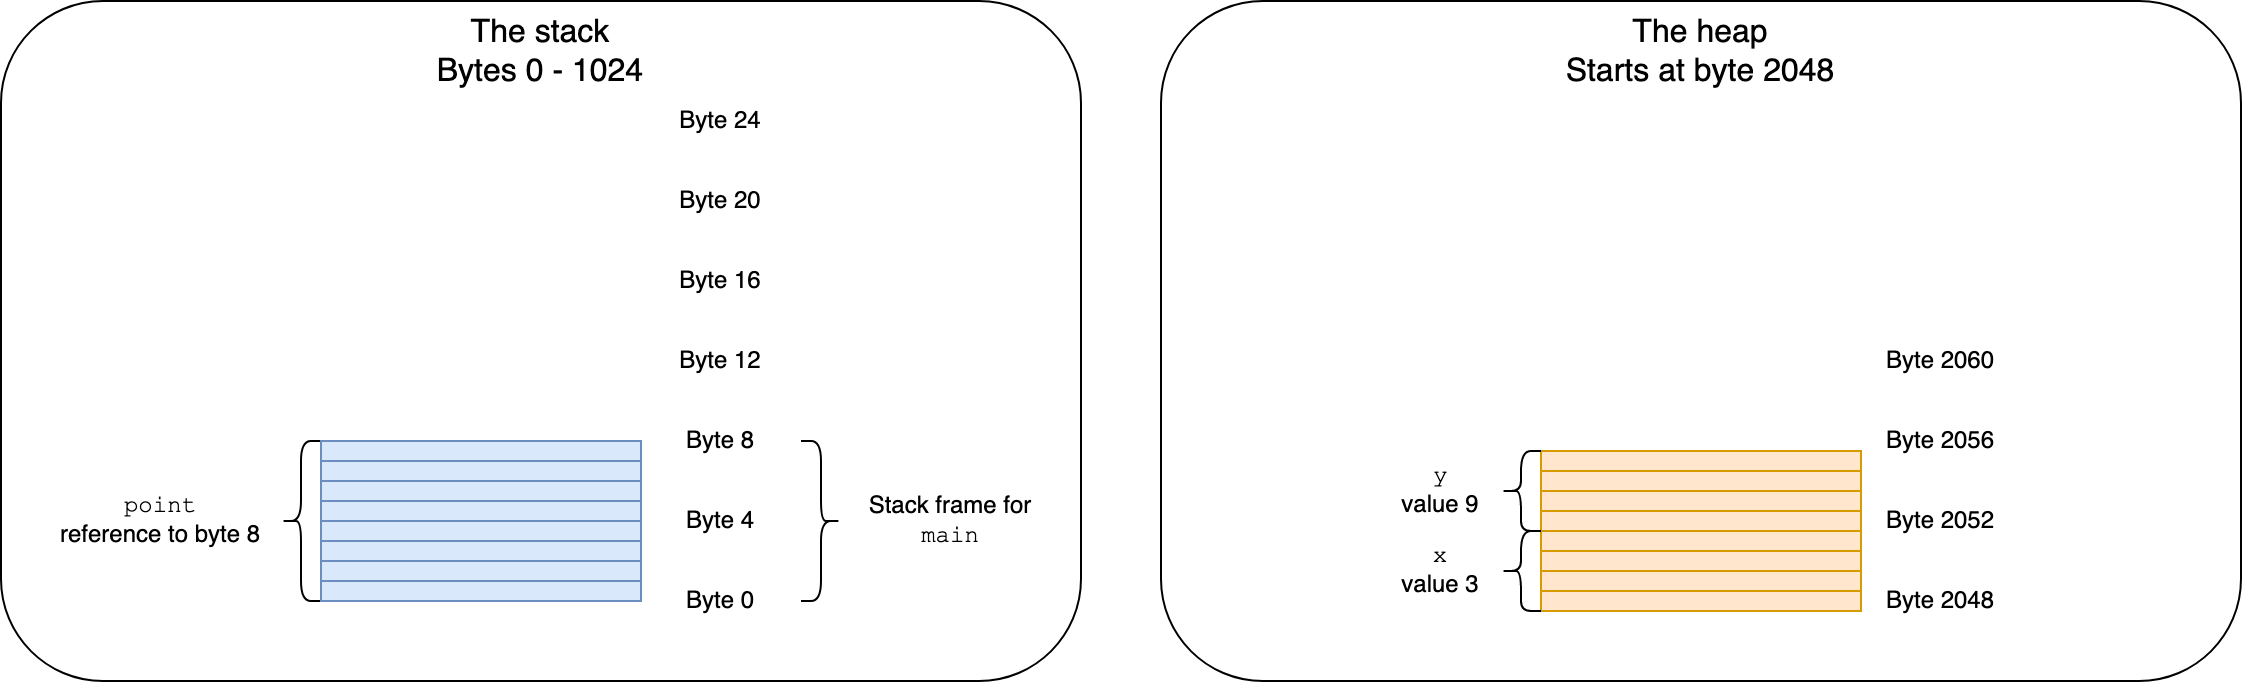 The stack
Bytes 0 - 1024
Byte 24
Byte 20
Byte 16
Byte 12
Byte 8
Byte 4
Byte 0
point
reference to byte 8
Stack frame for
main
The heap
Starts at byte 2048
Byte 2060
Byte 2056
Byte 2052
Byte 2048
y
value 9
x
value 3